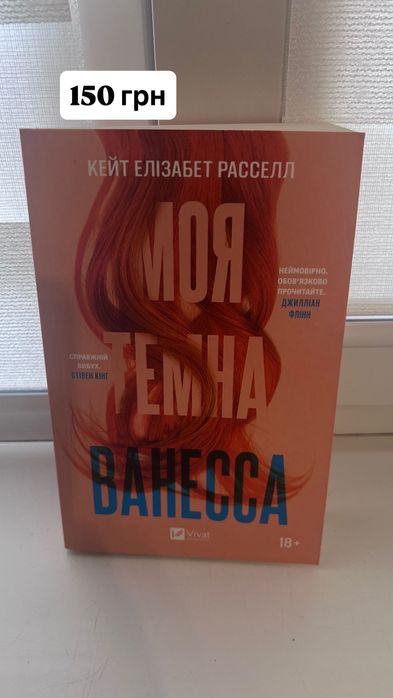 150 грн
КЕЙТ ЕЛІЗАБЕТ РАССЕЛЛ
МОЯ
НЕЙМОВІРНО.
ОБОВ'ЯЗКОВО
ПРОЧИТАЙТЕ.
ДЖИЛЛІАН
ФЛІНН
ТЕМНА
СПРАВЖНІЙ
ВИБУХ.
СТІВЕН КІНГ
ВАНЕССА
Vivat
18+